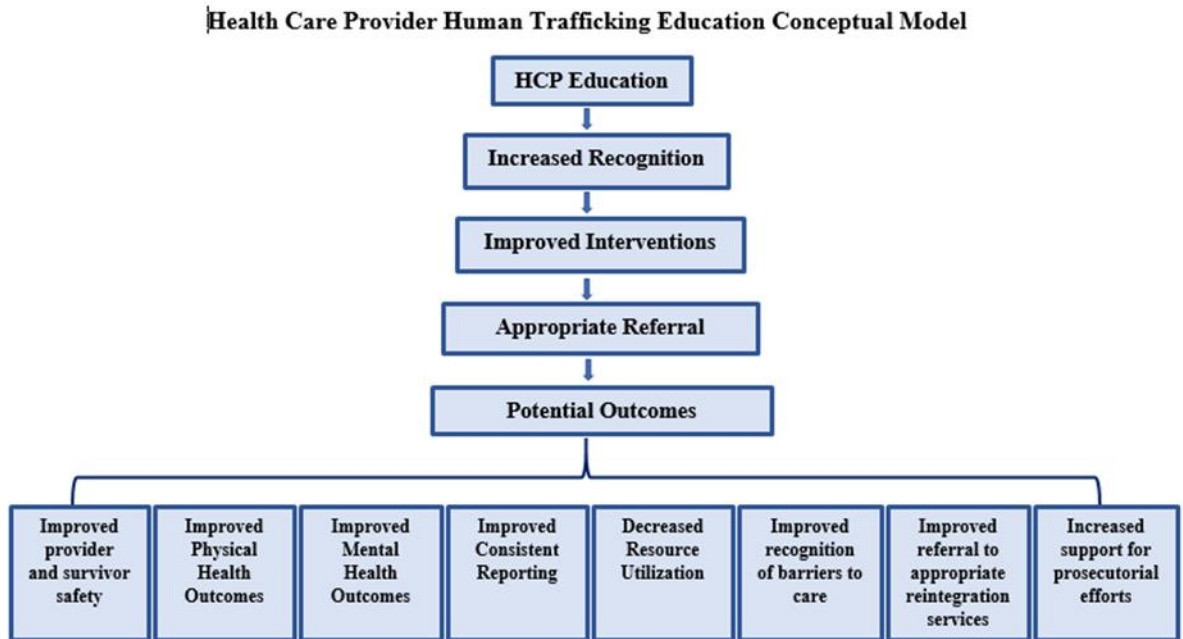 Health Care Provider Human Trafficking Education Conceptual Model
HCP Education
Increased Recognition
Improved Interventions
Appropriate Referral
Potential Outcomes
Improved
provider
and survivor
safety
Improved
Physical
Health
Outcomes
Improved
Mental
Health
Outcomes
Improved
Consistent
Reporting
Decreased
Resource
Utilization
Improved
recognition
of barriers to
care
Improved
referral to
appropriate
reintegration
services
Increased
support for
prosecutorial
efforts